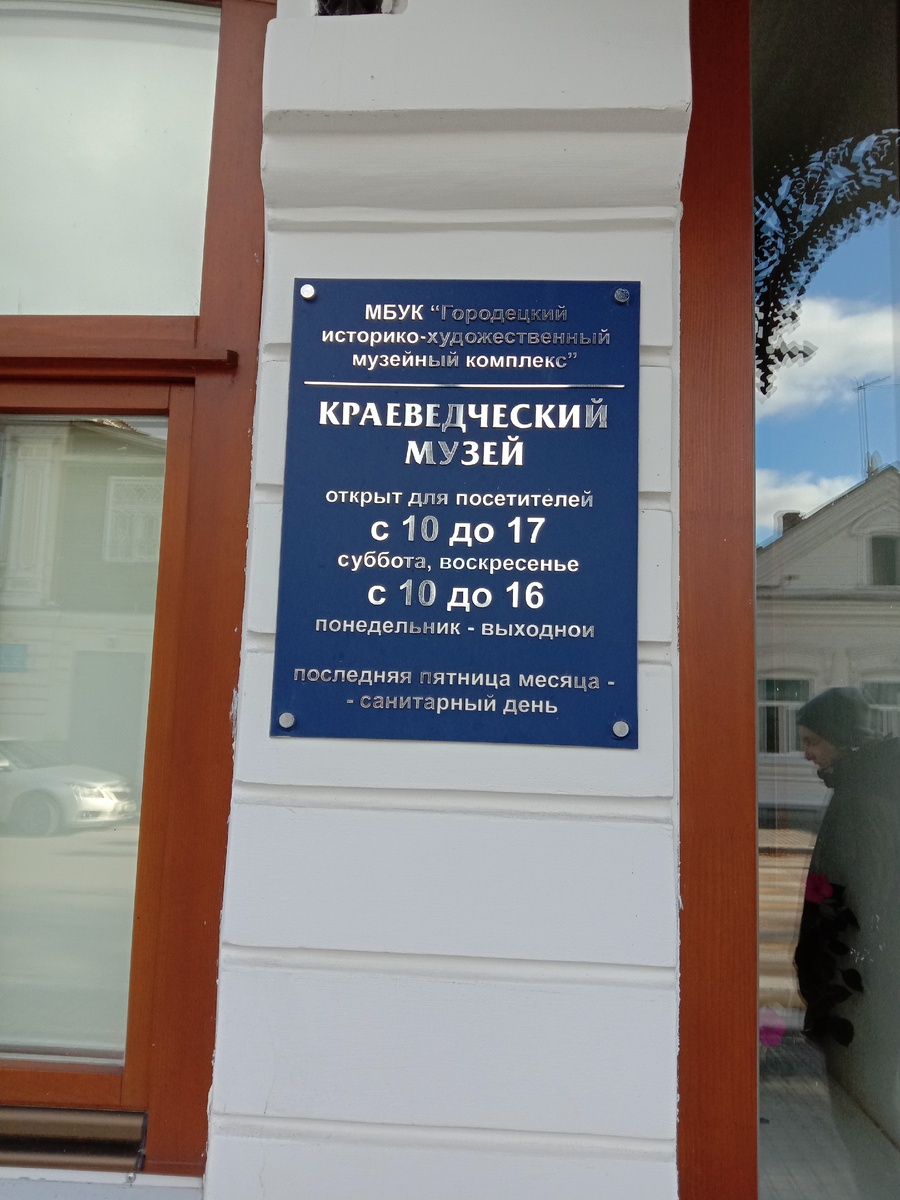 МБУК “Городецкий
историко-художественный
музейный комплекс”
КРАЕВЕДЧЕСКИЙ
МУЗЕЙ
открыт для посетителей
с 10 до 17
суббота, воскресенье
с 10 до 16
понедельник - выходной
последняя пятница месяца -
- санитарный день